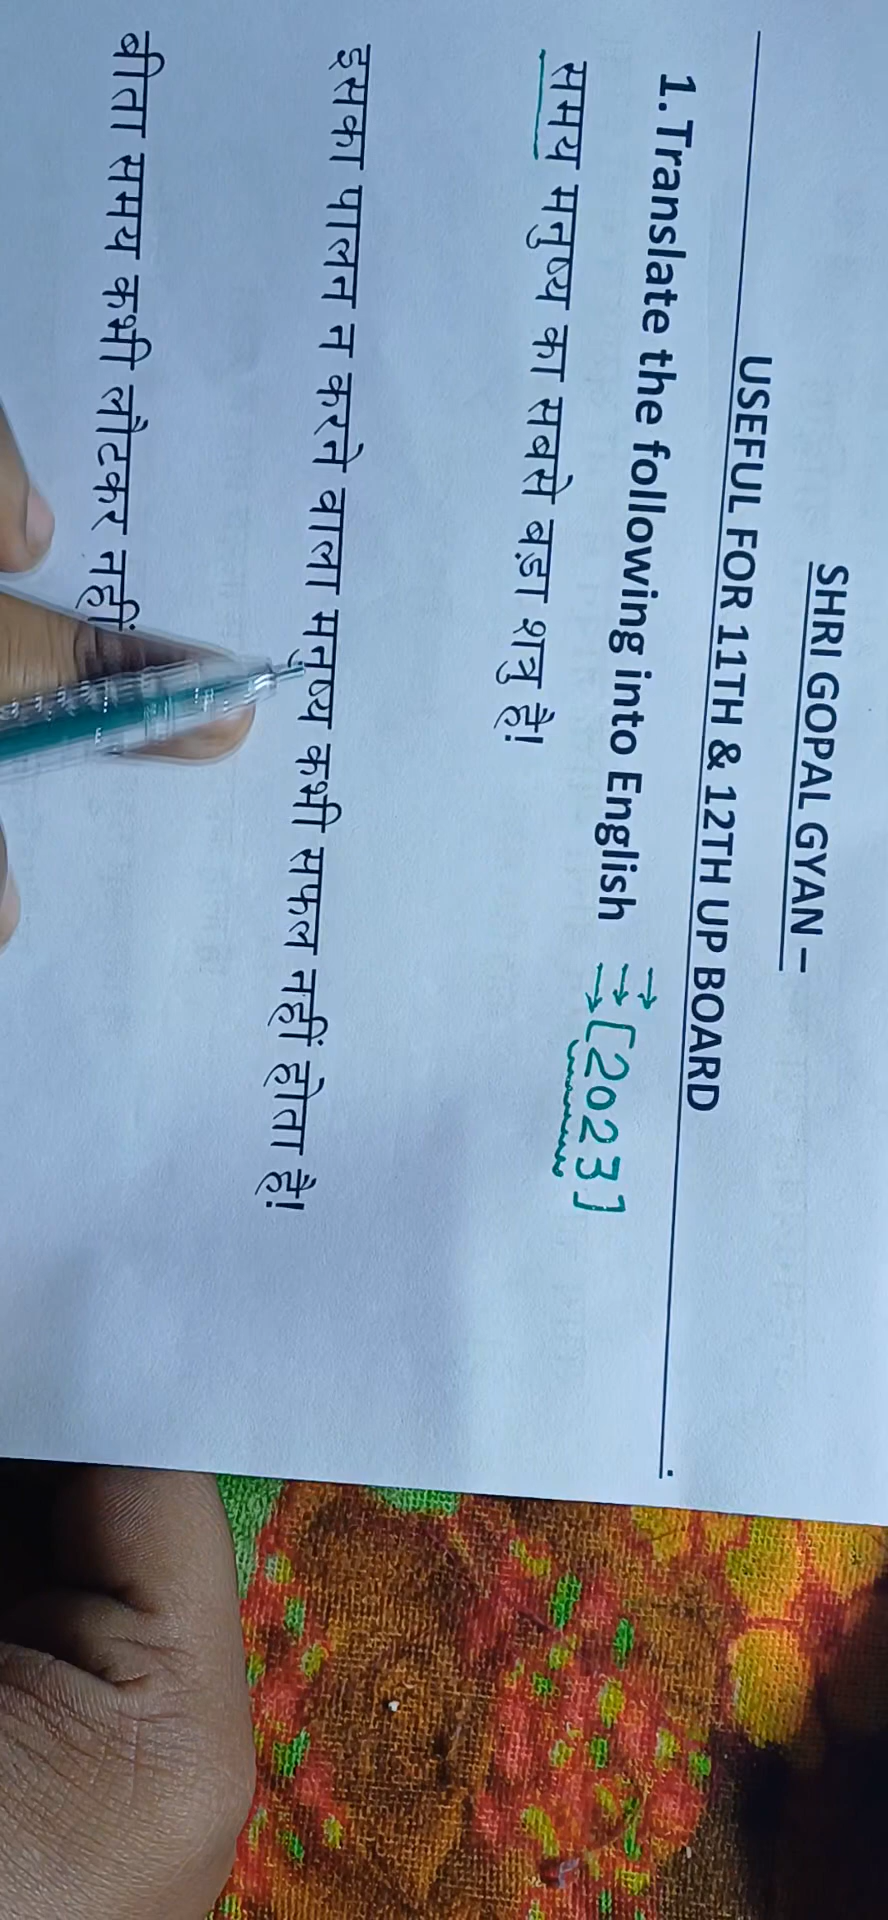 SHRI GOPAL GYAN –
USEFUL FOR 11TH & 12TH UP BOARD
1. Translate the following into English ⇉ → [2023]
समय मनुष्य का सबसे बड़ा शत्रु है!
इसका पालन न करने वाला मनुष्य कभी सफल नहीं होता है!
बीता समय कभी लौटकर नहीं